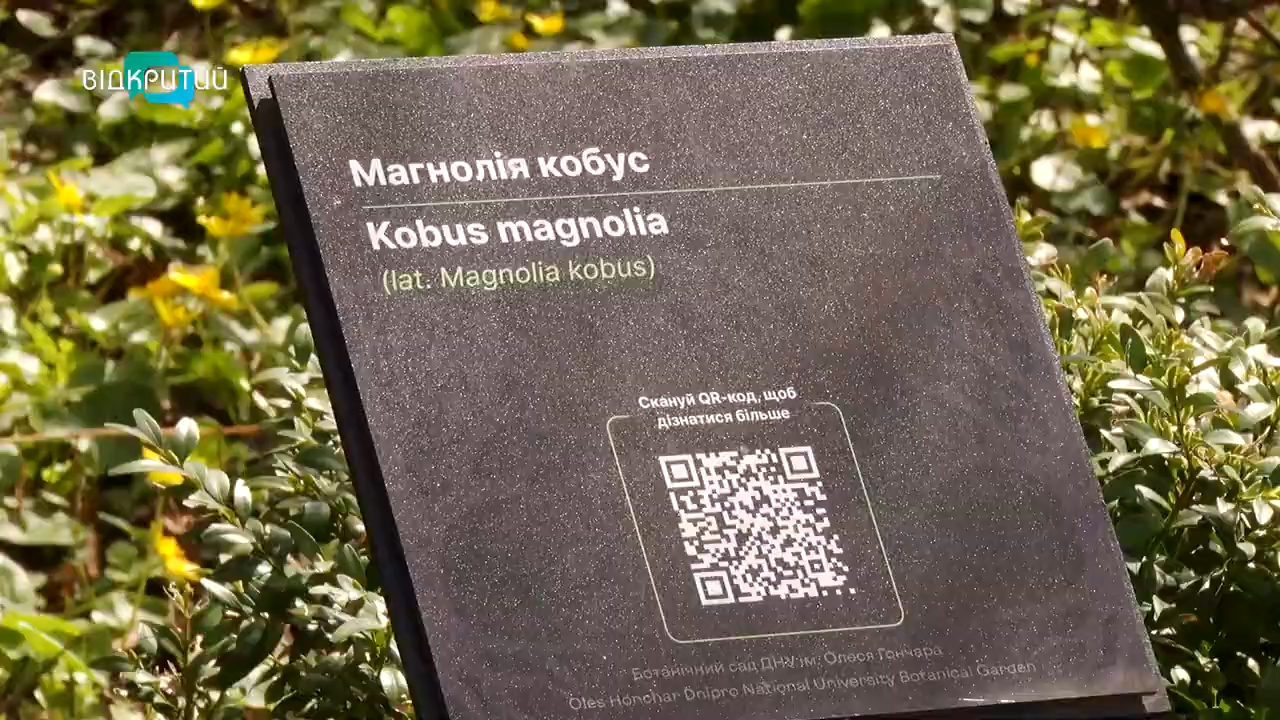 ВІДКРИТИЙ
Магнолія кобус
Kobus magnolia
(lat. Magnolia kobus)
Скануй QR-код, щоб
дізнатися більше
Ботанічний сад ДНУ ім. Олеся Гончара
Oles Honchar Dnipro National University Botanical Garden